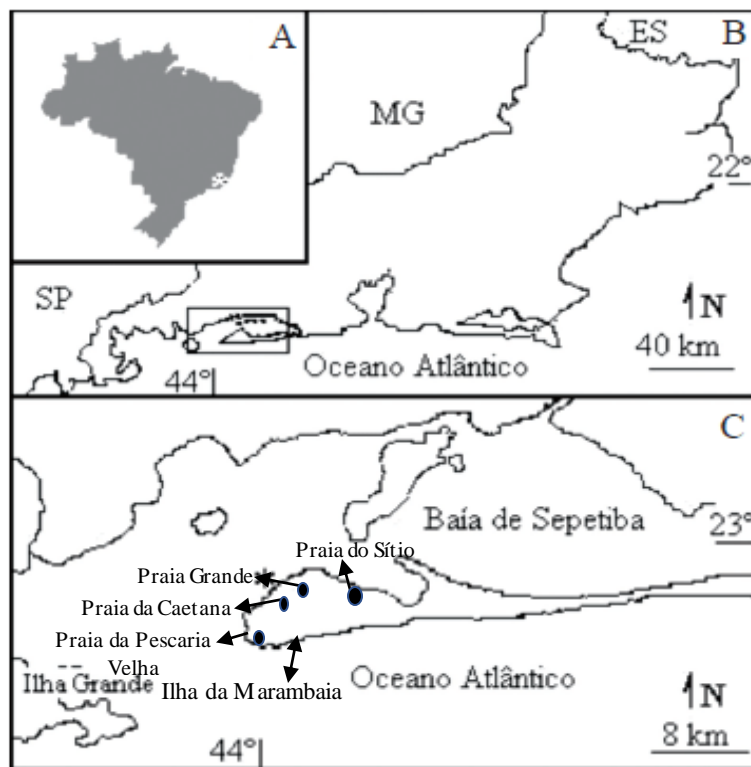 A
B
ES
MG
22°
SP
N
40 km
Oceano Atlântico
44°
C
Baía de Sepetiba
23°
Praia do Sítio
Praia Grande
Praia da Caetana
Praia da Pescaria
Velha
Ilha Grande
Ilha da Marambaia
Oceano Atlântico
N
8 km
44°